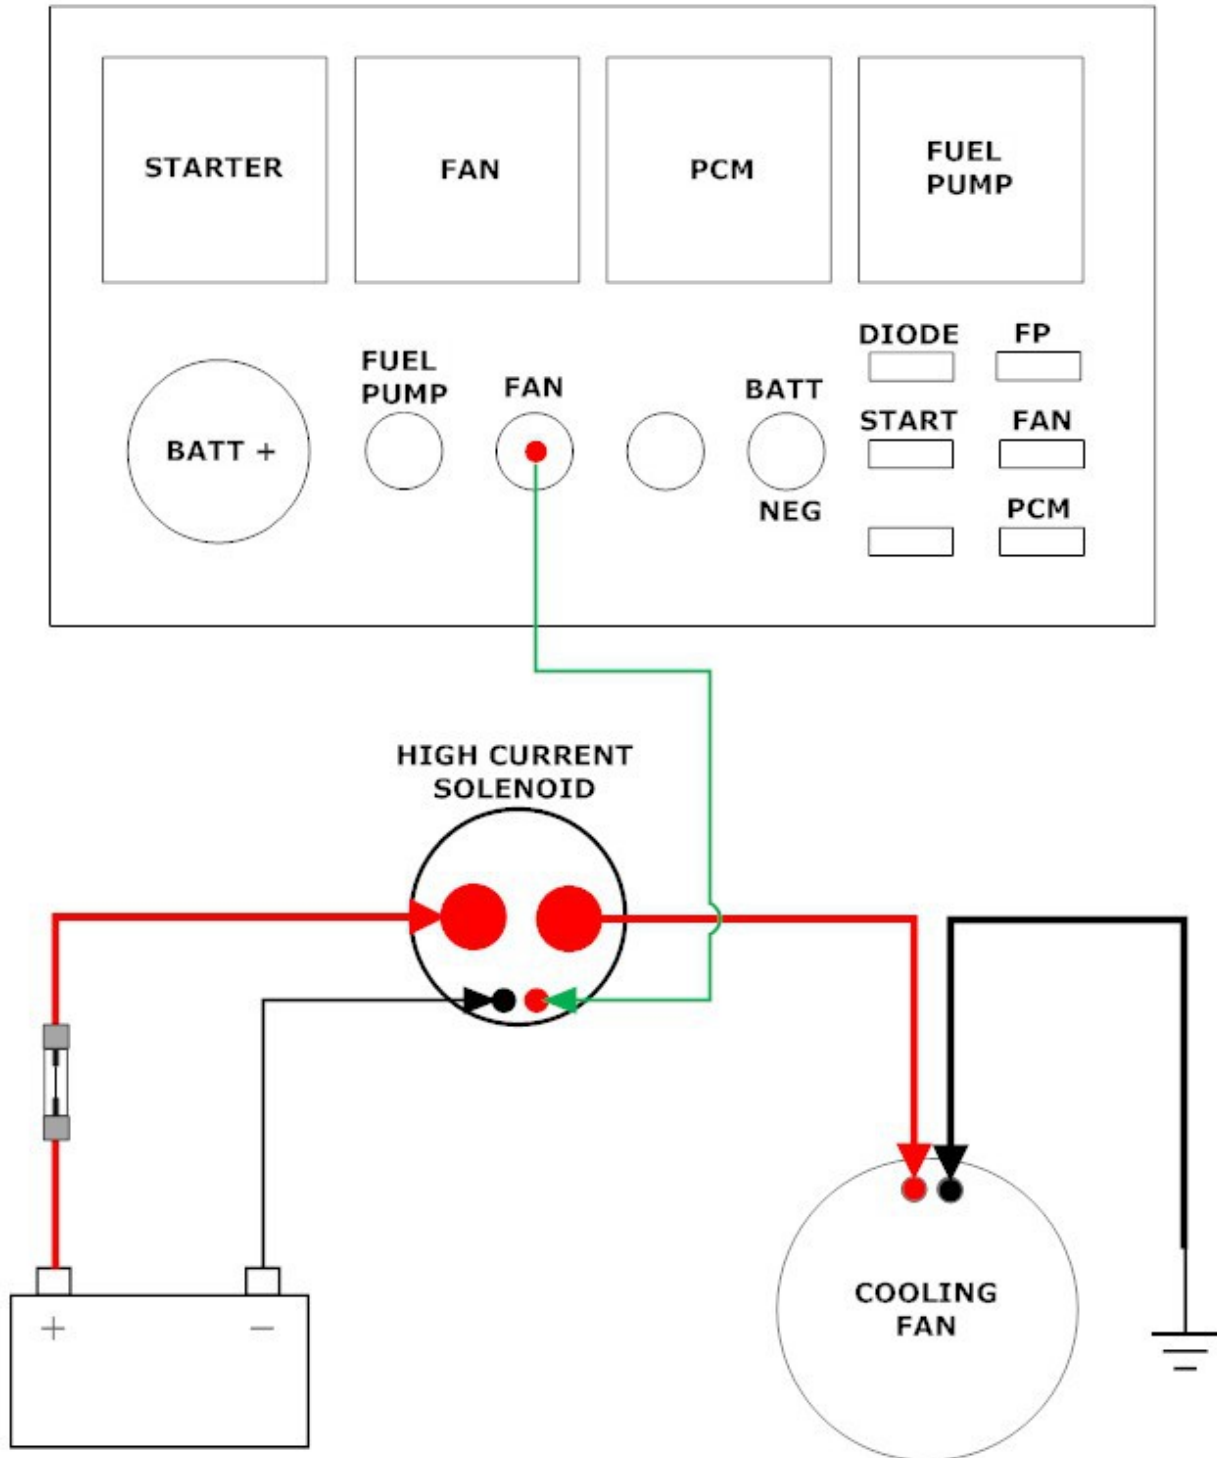 STARTER
FAN
PCM
FUEL
PUMP
DIODE
FP
FUEL
PUMP
FAN
BATT
START
FAN
BATT +
NEG
PCM
HIGH CURRENT
SOLENOID
+
−
COOLING
FAN